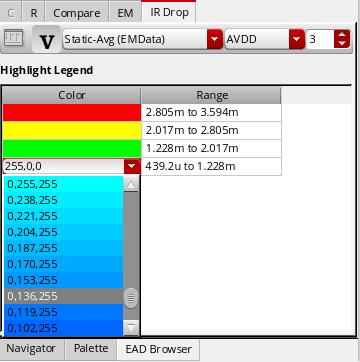 C R Compare EM IR Drop
V Static-Avg (EMData) AVDD 3
Highlight Legend
Color Range
2.805m to 3.594m
2.017m to 2.805m
1.228m to 2.017m
255,0,0 439.2u to 1.228m
0,255,255
0,238,255
0,221,255
0,204,255
0,187,255
0,170,255
0,153,255
0,136,255
0,119,255
0,102,255
Navigator Palette EAD Browser